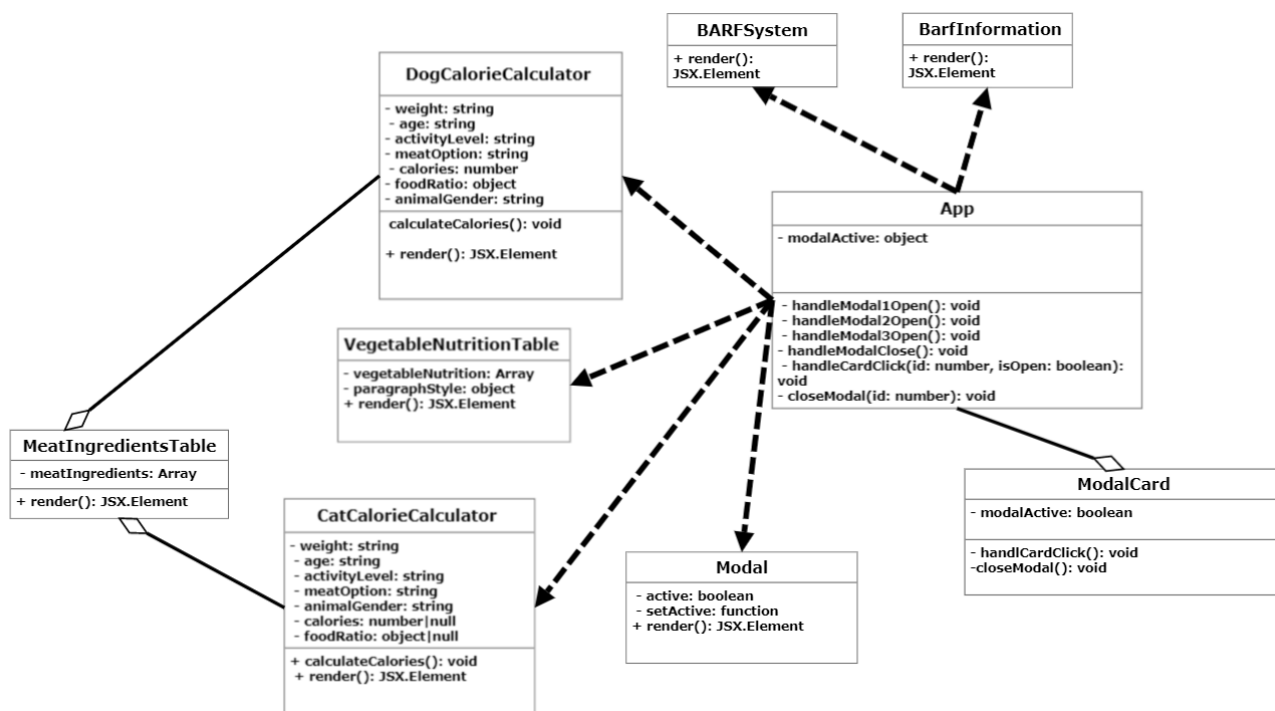 BARFSystem
+ render():
JSX.Element
BarfInformation
+ render():
JSX.Element
DogCalorieCalculator
- weight: string
- age: string
- activityLevel: string
- meatOption: string
- calories: number
- foodRatio: object
- animalGender: string
calculateCalories(): void
+ render(): JSX.Element
App
- modalActive: object
- handleModal1Open(): void
- handleModal2Open(): void
- handleModal3Open(): void
- handleModalClose(): void
- handleCardClick(id: number, isOpen: boolean):
void
- closeModal(id: number): void
VegetableNutritionTable
- vegetableNutrition: Array
- paragraphStyle: object
+ render(): JSX.Element
MeatIngredientsTable
- meatIngredients: Array
+ render(): JSX.Element
ModalCard
- modalActive: boolean
- handlCardClick(): void
-closeModal(): void
CatCalorieCalculator
- weight: string
- age: string
- activityLevel: string
- meatOption: string
- animalGender: string
- calories: number|null
- foodRatio: object|null
+ calculateCalories(): void
+ render(): JSX.Element
Modal
- active: boolean
- setActive: function
+ render(): JSX.Element